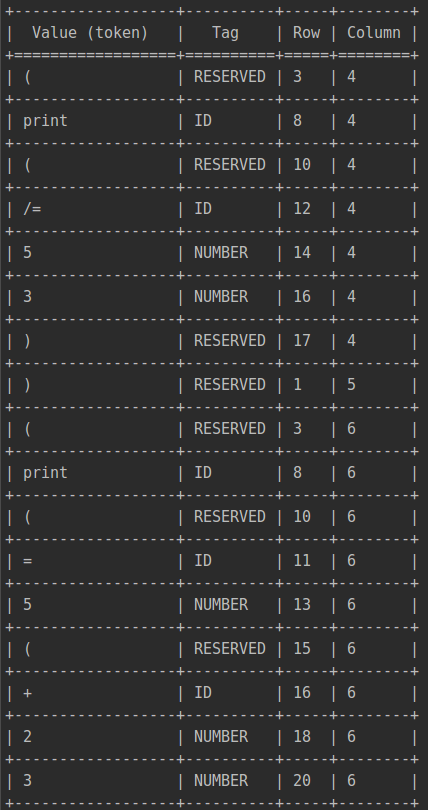 +------------------+----------+-----+--------+
|  Value (token)   |   Tag    | Row | Column |
+==================+==========+=====+========+
| (                | RESERVED | 3   | 4      |
+------------------+----------+-----+--------+
| print            | ID       | 8   | 4      |
+------------------+----------+-----+--------+
| (                | RESERVED | 10  | 4      |
+------------------+----------+-----+--------+
| /=               | ID       | 12  | 4      |
+------------------+----------+-----+--------+
| 5                | NUMBER   | 14  | 4      |
+------------------+----------+-----+--------+
| 3                | NUMBER   | 16  | 4      |
+------------------+----------+-----+--------+
| )                | RESERVED | 17  | 4      |
+------------------+----------+-----+--------+
| )                | RESERVED | 1   | 5      |
+------------------+----------+-----+--------+
| (                | RESERVED | 3   | 6      |
+------------------+----------+-----+--------+
| print            | ID       | 8   | 6      |
+------------------+----------+-----+--------+
| (                | RESERVED | 10  | 6      |
+------------------+----------+-----+--------+
| =                | ID       | 11  | 6      |
+------------------+----------+-----+--------+
| 5                | NUMBER   | 13  | 6      |
+------------------+----------+-----+--------+
| (                | RESERVED | 15  | 6      |
+------------------+----------+-----+--------+
| +                | ID       | 16  | 6      |
+------------------+----------+-----+--------+
| 2                | NUMBER   | 18  | 6      |
+------------------+----------+-----+--------+
| 3                | NUMBER   | 20  | 6      |
+------------------+----------+-----+--------+